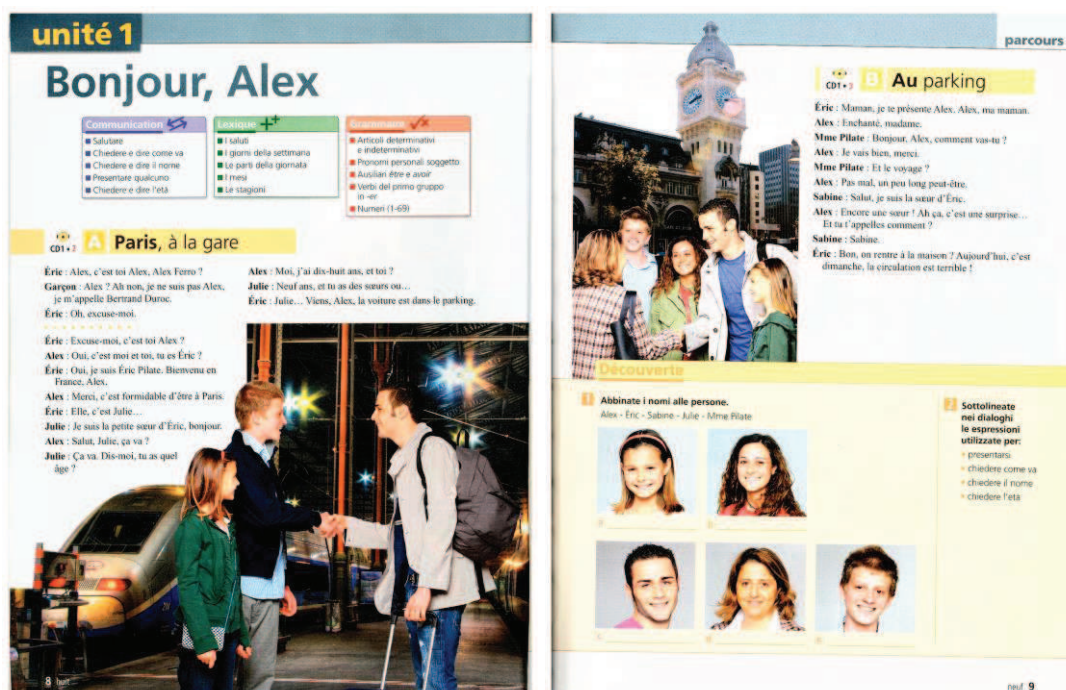 unité 1
Bonjour, Alex
Communication
Salutare
Chiedere e dire come va
Chiedere e dire il nome
Presentare qualcuno
Chiedere e dire l'età
Lexique
I saluti
I giorni della settimana
Le parti della giornata
I mesi
Le stagioni
Grammaire
Articoli determinativi
e indeterminativi
Pronomi personali soggetto
Ausiliari être e avoir
Verbi del primo gruppo
in -er
Numeri (1-69)
CD1 • 2
A Paris, à la gare
Éric : Alex, c'est toi Alex, Alex Ferro ?
Garçon : Alex ? Ah non, je ne suis pas Alex,
je m'appelle Bertrand Duroc.
Éric : Oh, excuse-moi.
Éric : Excuse-moi, c'est toi Alex ?
Alex : Oui, c'est moi et toi, tu es Éric ?
Éric : Oui, je suis Éric Pilate. Bienvenu en
France, Alex.
Alex : Merci, c'est formidable d'être à Paris.
Éric : Elle, c'est Julie…
Julie : Je suis la petite sœur d'Éric, bonjour.
Alex : Salut, Julie, ça va ?
Julie : Ça va. Dis-moi, tu as quel
âge ?
Alex : Moi, j'ai dix-huit ans, et toi ?
Julie : Neuf ans, et tu as des sœurs ou…
Éric : Julie… Viens, Alex, la voiture est dans le parking.
8 huit
parcours
CD1 • 3
B Au parking
Éric : Maman, je te présente Alex. Alex, ma maman.
Alex : Enchanté, madame.
Mme Pilate : Bonjour, Alex, comment vas-tu ?
Alex : Je vais bien, merci.
Mme Pilate : Et le voyage ?
Alex : Pas mal, un peu long peut-être.
Sabine : Salut, je suis la sœur d'Éric.
Alex : Encore une sœur ! Ah ça, c'est une surprise…
Et tu t'appelles comment ?
Sabine : Sabine.
Éric : Bon, on rentre à la maison ? Aujourd'hui, c'est
dimanche, la circulation est terrible !
Découverte
1 Abbinate i nomi alle persone.
Alex - Éric - Sabine - Julie - Mme Pilate
2 Sottolineate
nei dialoghi
le espressioni
utilizzate per:
presentarsi
chiedere come va
chiedere il nome
chiedere l'età
neuf 9